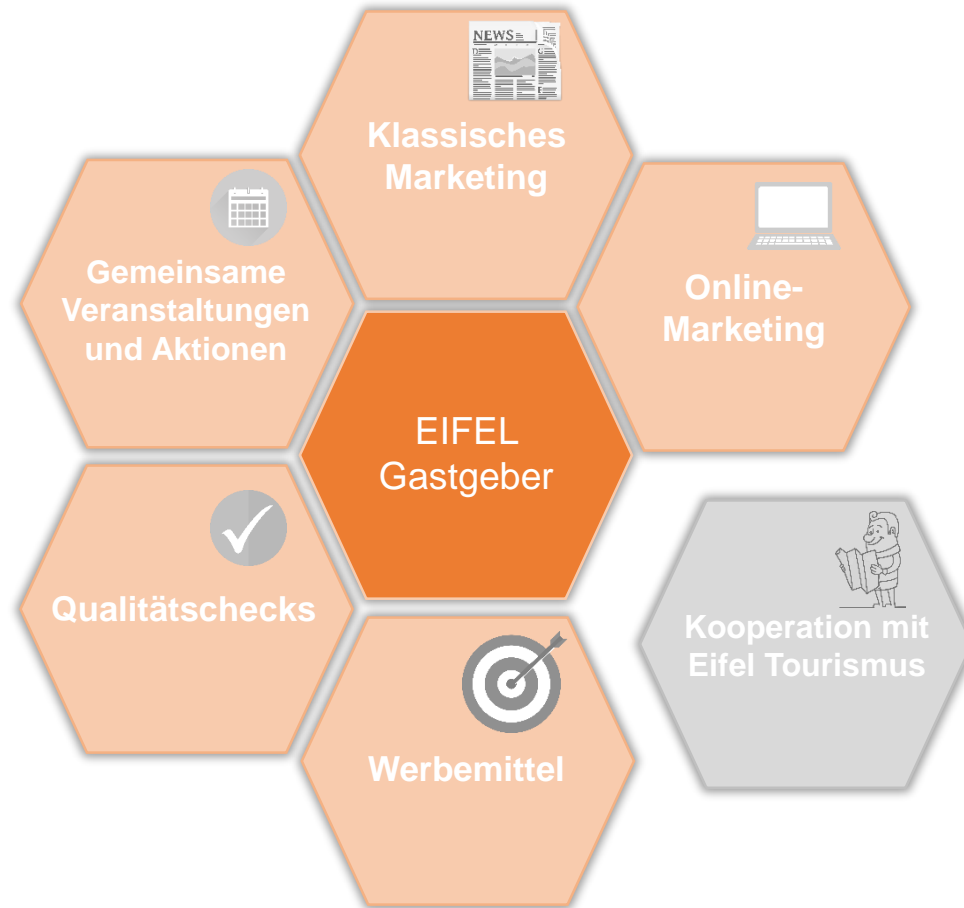 NEWS
Klassisches
Marketing
Gemeinsame
Veranstaltungen
und Aktionen
Online-
Marketing
EIFEL
Gastgeber
Qualitätschecks
Kooperation mit
Eifel Tourismus
Werbemittel